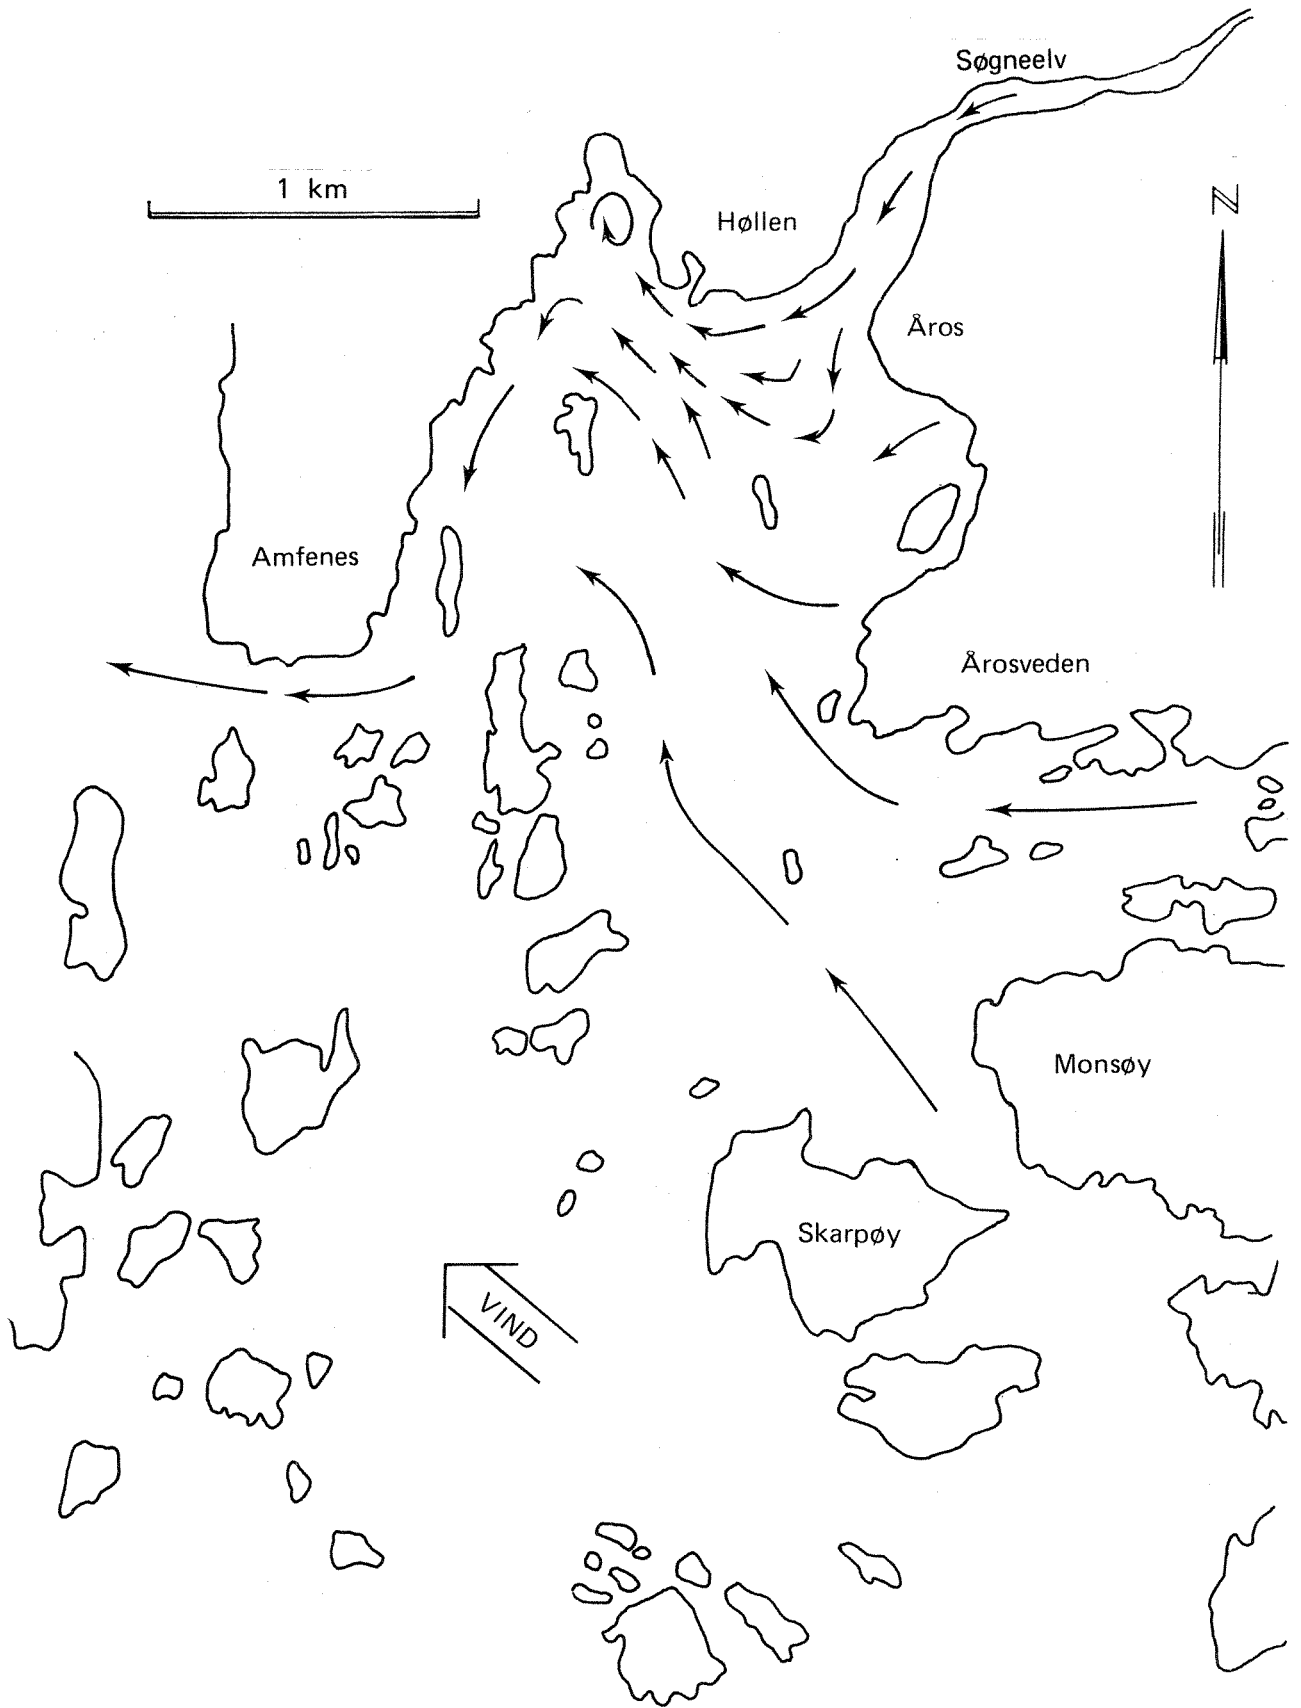 Søgneelv
1 km
N
Høllen
Åros
Amfenes
Årosveden
Monsøy
Skarpøy
VIND